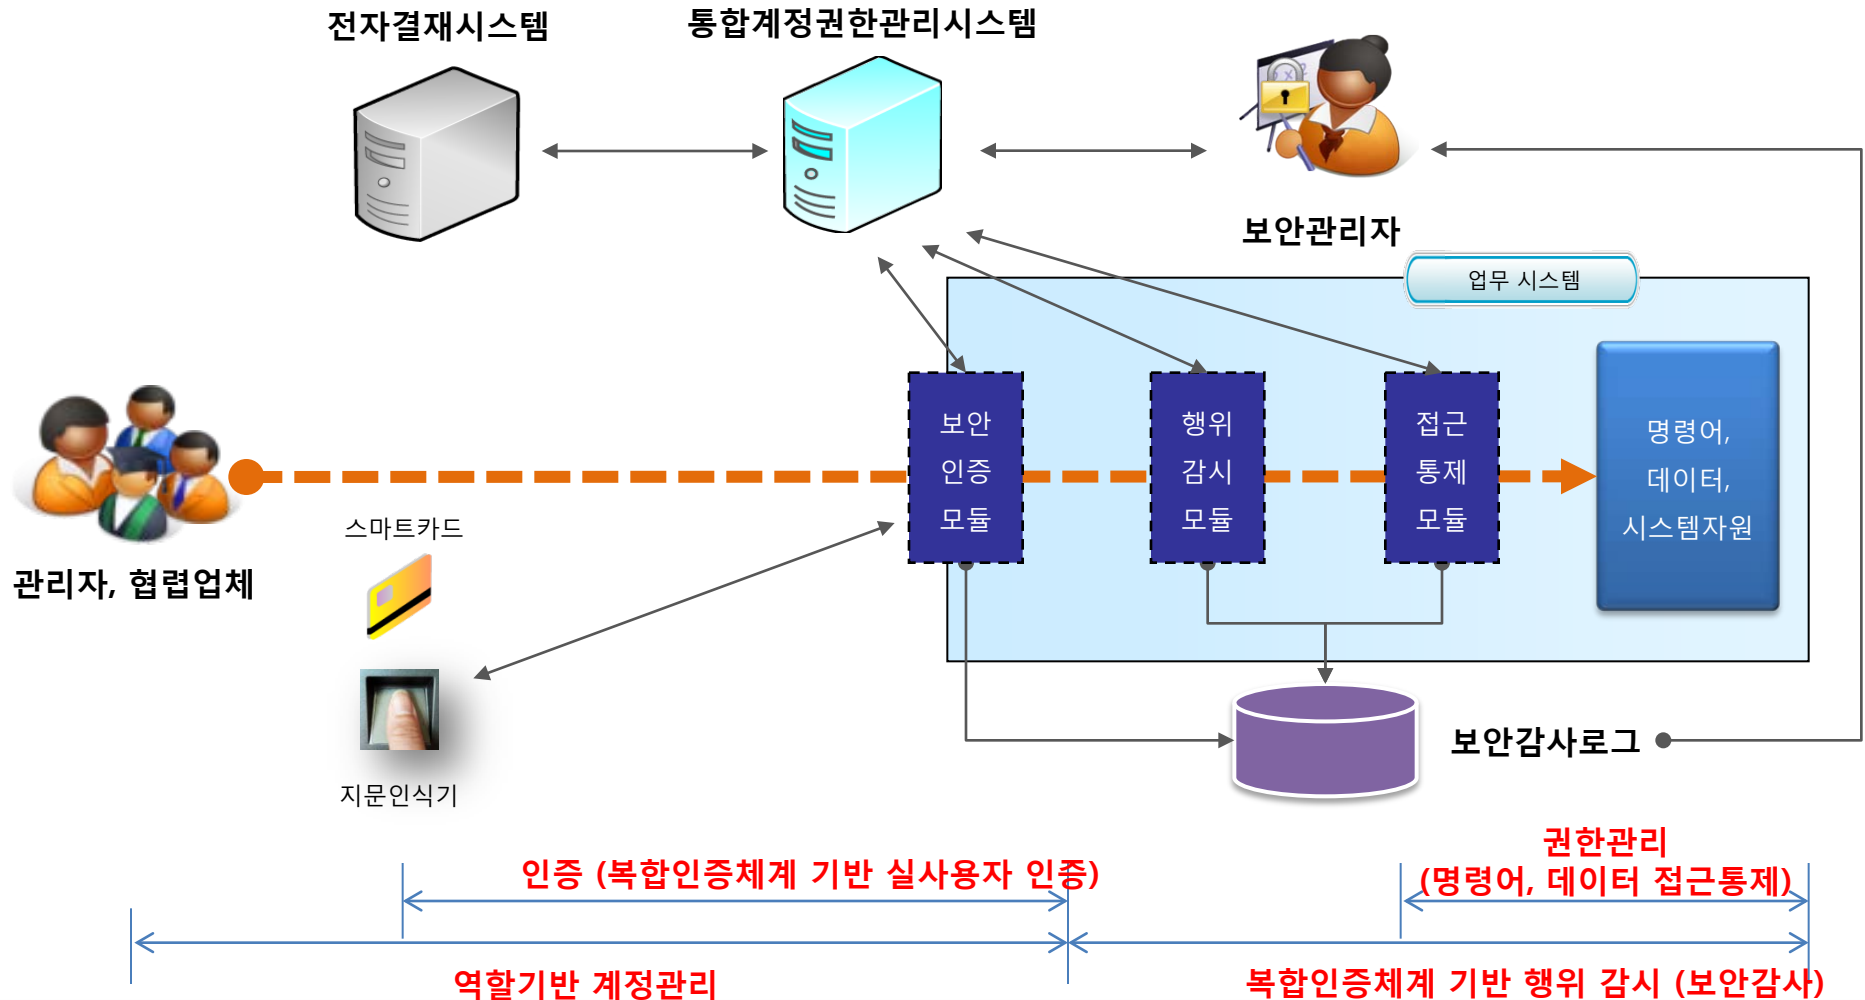 전자결재시스템
통합계정권한관리시스템
보안관리자
업무 시스템
보안
인증
모듈
행위
감시
모듈
접근
통제
모듈
명령어,
데이터,
시스템자원
스마트카드
관리자, 협렵업체
지문인식기
보안감사로그
인증 (복합인증체계 기반 실사용자 인증)
권한관리
(명령어, 데이터 접근통제)
역할기반 계정관리
복합인증체계 기반 행위 감시 (보안감사)